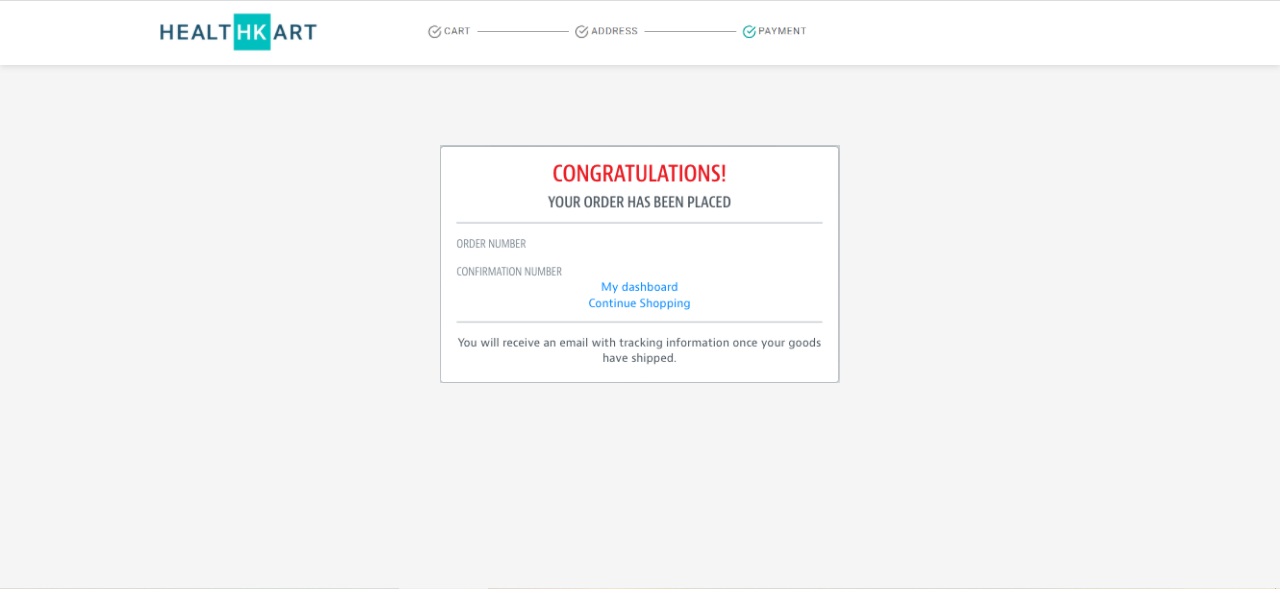 HEALTHKART
CART ADDRESS PAYMENT
CONGRATULATIONS!
YOUR ORDER HAS BEEN PLACED
ORDER NUMBER
CONFIRMATION NUMBER
My dashboard
Continue Shopping
You will receive an email with tracking information once your goods
have shipped.